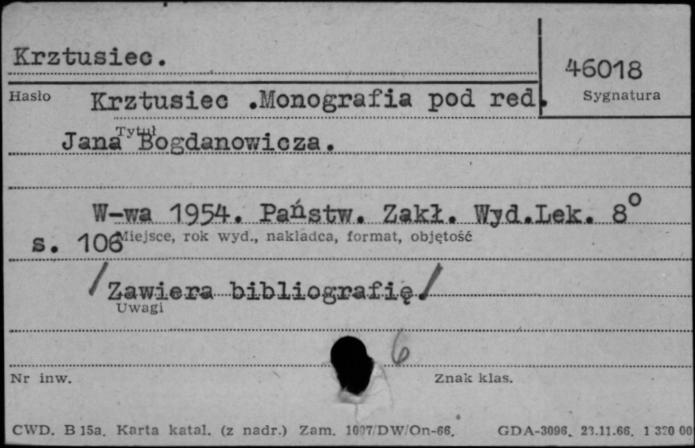 Krztusiec.
46018
Hasło Krztusiec .Monografia pod red. Sygnatura
Tytuł
Jana Bogdanowicza.
W-wa 1954. Państw. Zakł. Wyd.Lek. 8°
s. 106 Miejsce, rok wyd., nakładca, format, objętość
/Zawiera bibliografię/
Uwagi
6
Nr inw. Znak klas.
CWD. B 15a. Karta katal. (z nadr.) Zam. 1097/DW/On-66. GDA-3096. 23.11.66. 1 320 00